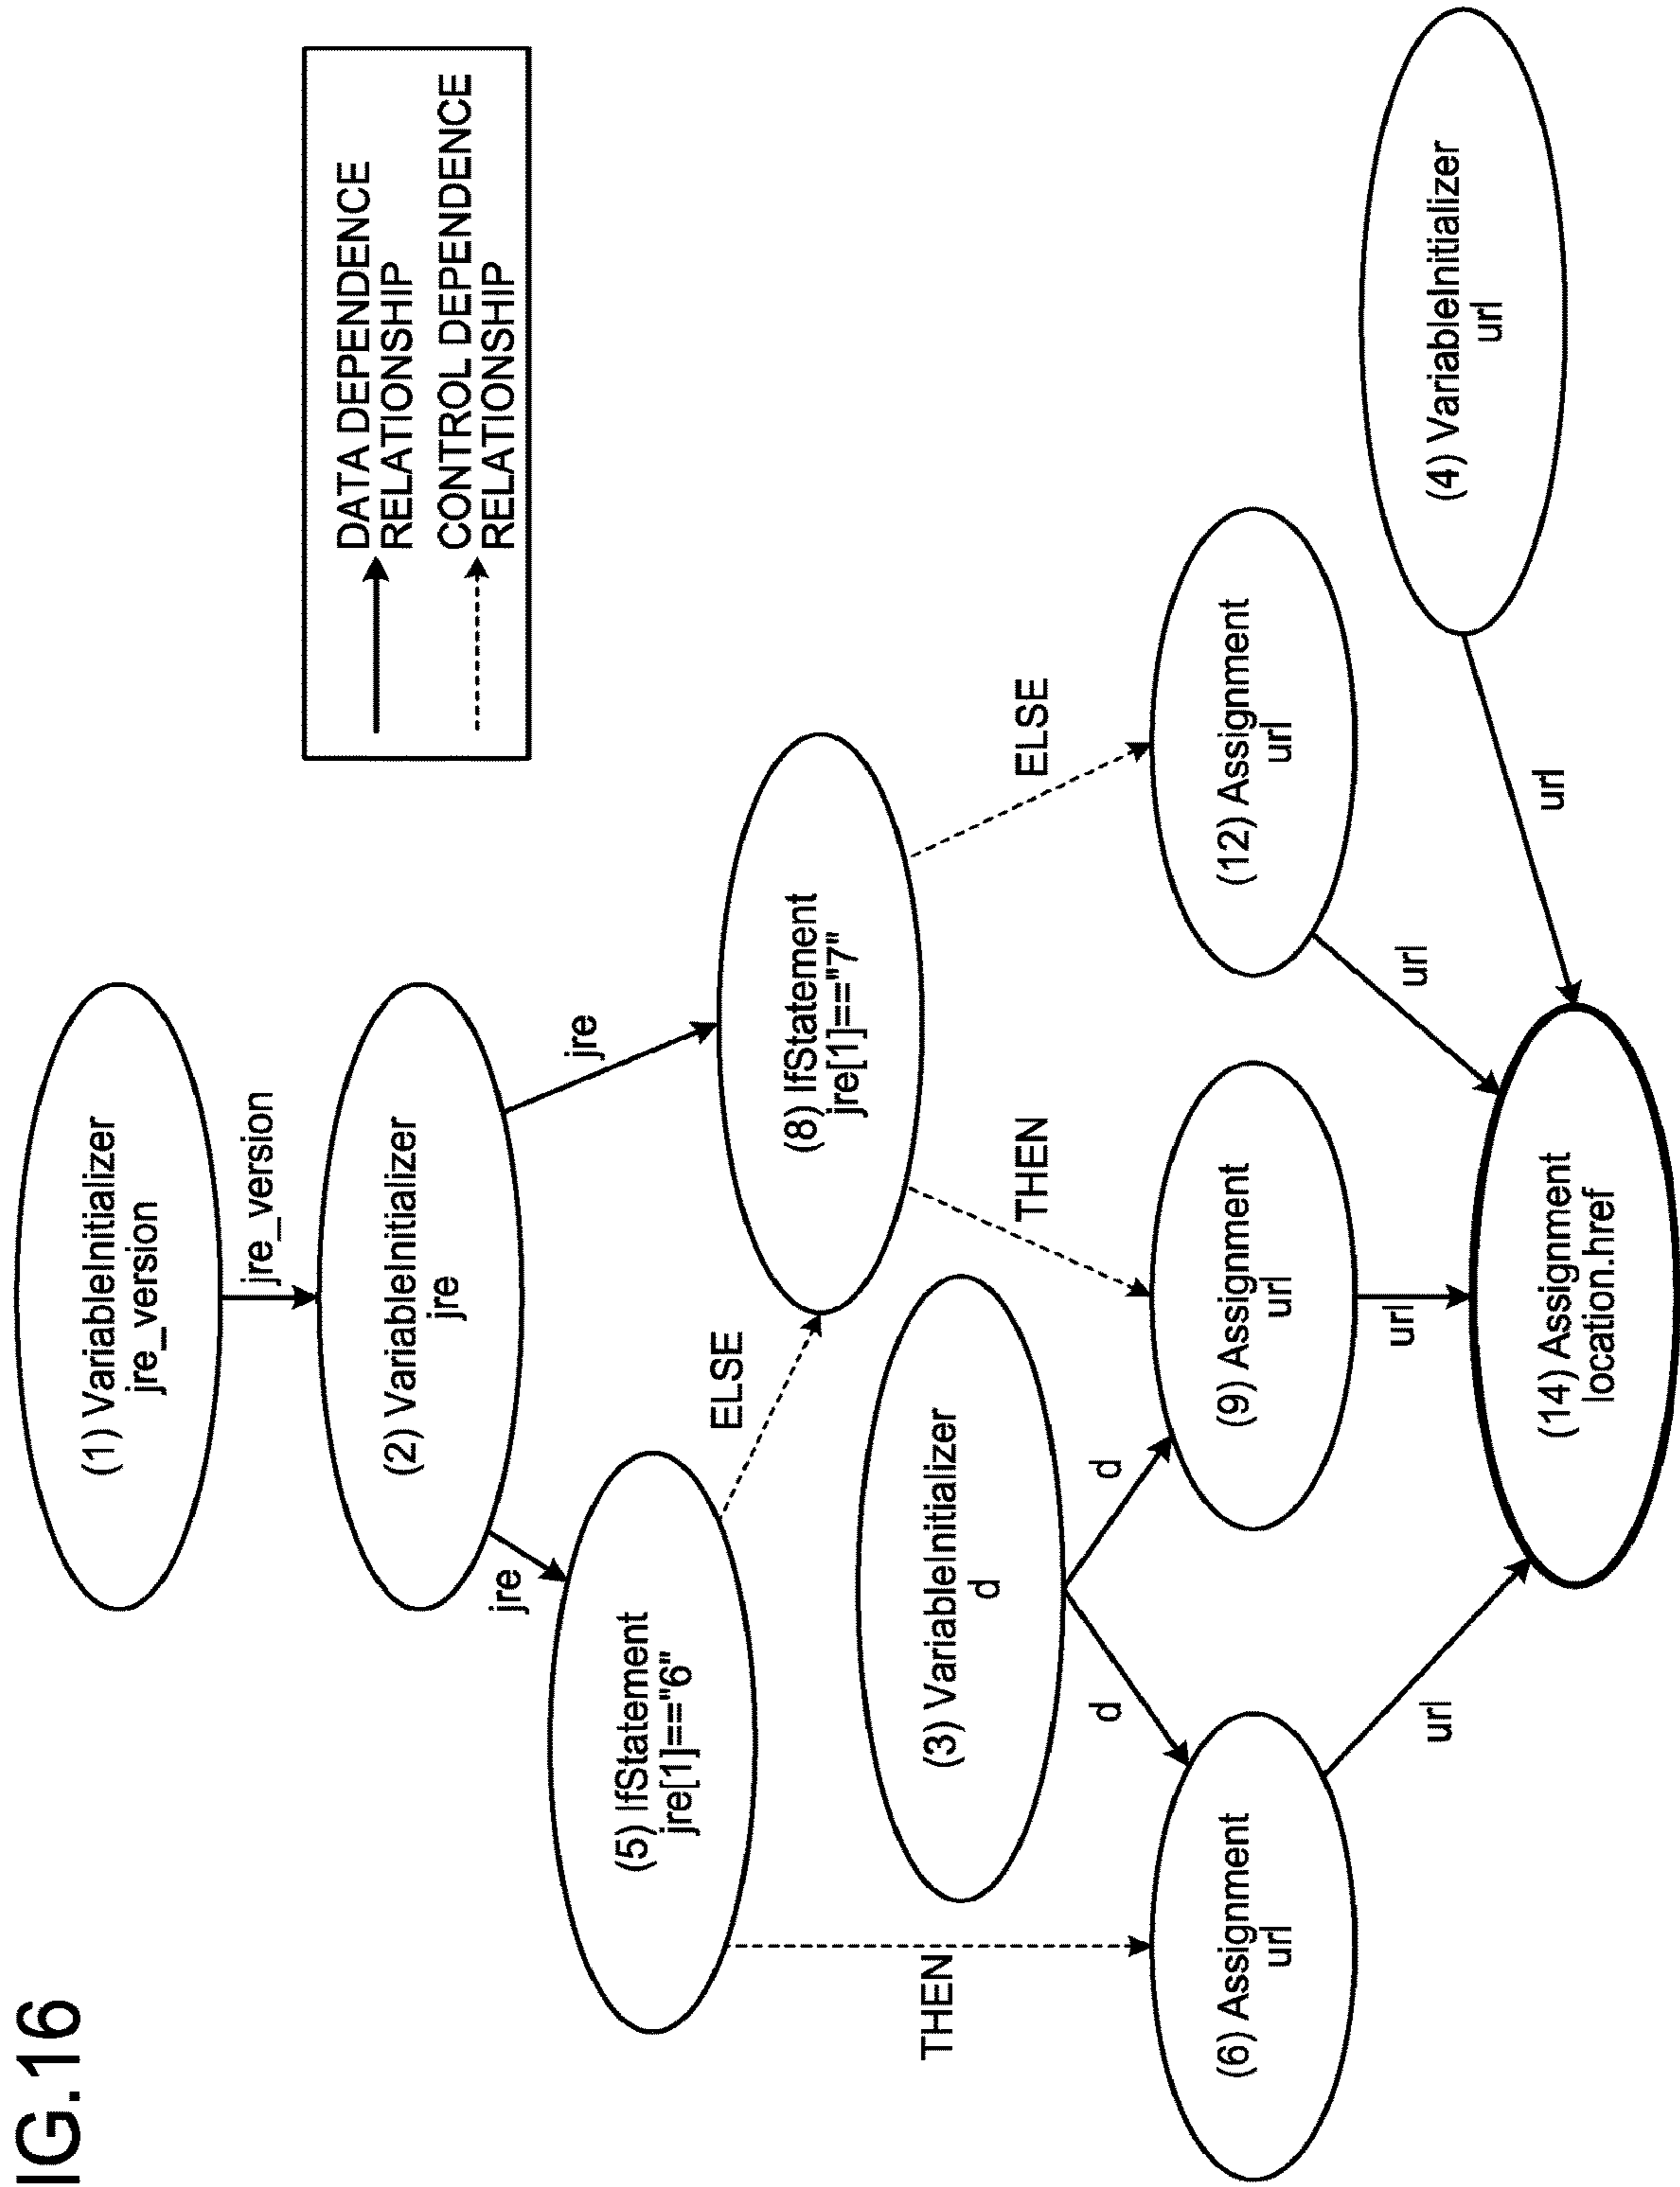 IG.16
DATA DEPENDENCE
RELATIONSHIP
CONTROL DEPENDENCE
RELATIONSHIP
(1) VariableInitializer
jre_version
jre_version
(2) VariableInitializer
jre
jre
jre
(5) IfStatement
jre[1]=="6"
ELSE
(8) IfStatement
jre[1]=="7"
THEN
(3) VariableInitializer
d
THEN
ELSE
d
d
(6) Assignment
url
(9) Assignment
url
(12) Assignment
url
(4) VariableInitializer
url
url
url
url
url
(14) Assignment
location.href